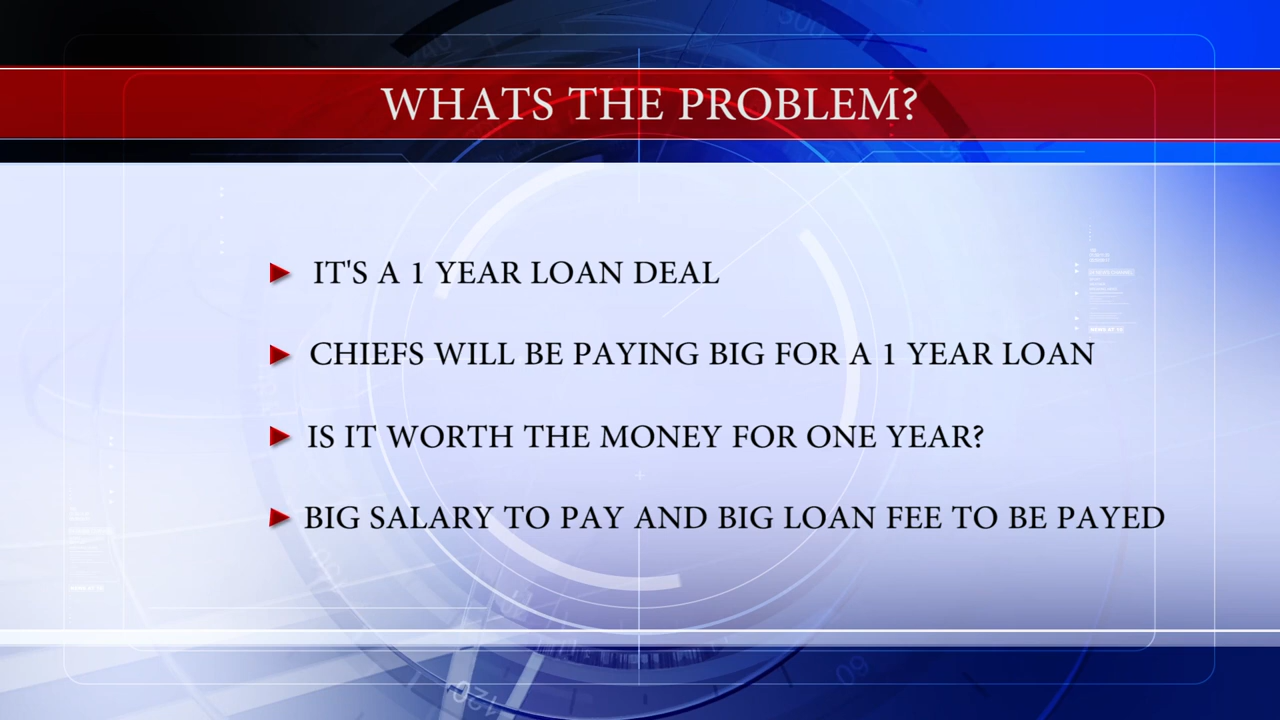 WHATS THE PROBLEM?
IT'S A 1 YEAR LOAN DEAL
CHIEFS WILL BE PAYING BIG FOR A 1 YEAR LOAN
IS IT WORTH THE MONEY FOR ONE YEAR?
BIG SALARY TO PAY AND BIG LOAN FEE TO BE PAYED